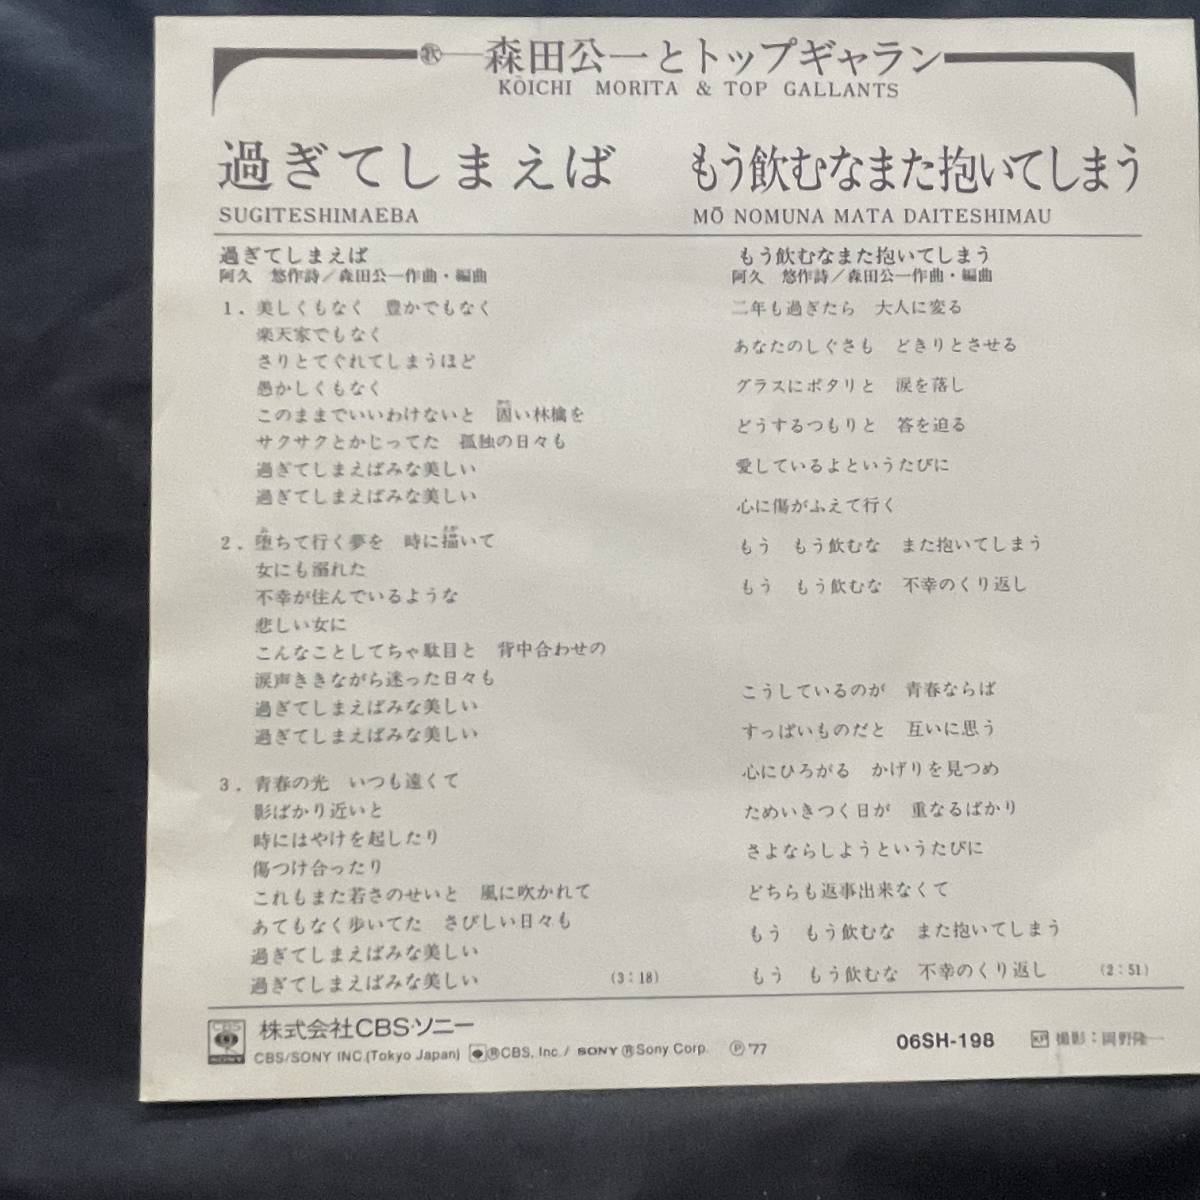 歌—森田公一とトップギャラン
KŌICHI MORITA & TOP GALLANTS
過ぎてしまえば
SUGITESHIMAEBA
もう飲むなまた抱いてしまう
MŌ NOMUNA MATA DAITESHIMAU
過ぎてしまえば
阿久 悠作詩/森田公一作曲・編曲
1. 美しくもなく 豊かでもなく
楽天家でもなく
さりとてぐれてしまうほど
愚かしくもなく
このままでいいわけないと 固い林檎を
サクサクとかじってた 孤独の日々も
過ぎてしまえばみな美しい
過ぎてしまえばみな美しい
2. 堕ちて行く夢を 時に描いて
女にも溺れた
不幸が住んでいるような
悲しい女に
こんなことしてちゃ駄目と 背中合わせの
涙声ききながら迷った日々も
過ぎてしまえばみな美しい
過ぎてしまえばみな美しい
3. 青春の光 いつも遠くて
影ばかり近いと
時にはやけを起したり
傷つけ合ったり
これもまた若さのせいと 風に吹かれて
あてもなく歩いてた さびしい日々も
過ぎてしまえばみな美しい
過ぎてしまえばみな美しい (3:18)
もう飲むなまた抱いてしまう
阿久 悠作詩/森田公一作曲・編曲
二年も過ぎたら 大人に変る
あなたのしぐさも どきりとさせる
グラスにポタリと 涙を落し
どうするつもりと 答を迫る
愛しているよというたびに
心に傷がふえて行く
もう もう飲むな また抱いてしまう
もう もう飲むな 不幸のくり返し
こうしているのが 青春ならば
すっぱいものだと 互いに思う
心にひろがる かげりを見つめ
ためいきつく日が 重なるばかり
さよならしようというたびに
どちらも返事出来なくて
もう もう飲むな また抱いてしまう
もう もう飲むな 不幸のくり返し (2:51)
CBS
SONY
株式会社CBS・ソニー
CBS/SONY INC.(Tokyo Japan) ®CBS, Inc./ SONY ®Sony Corp. ℗'77
06SH-198
撮影:岡野隆一